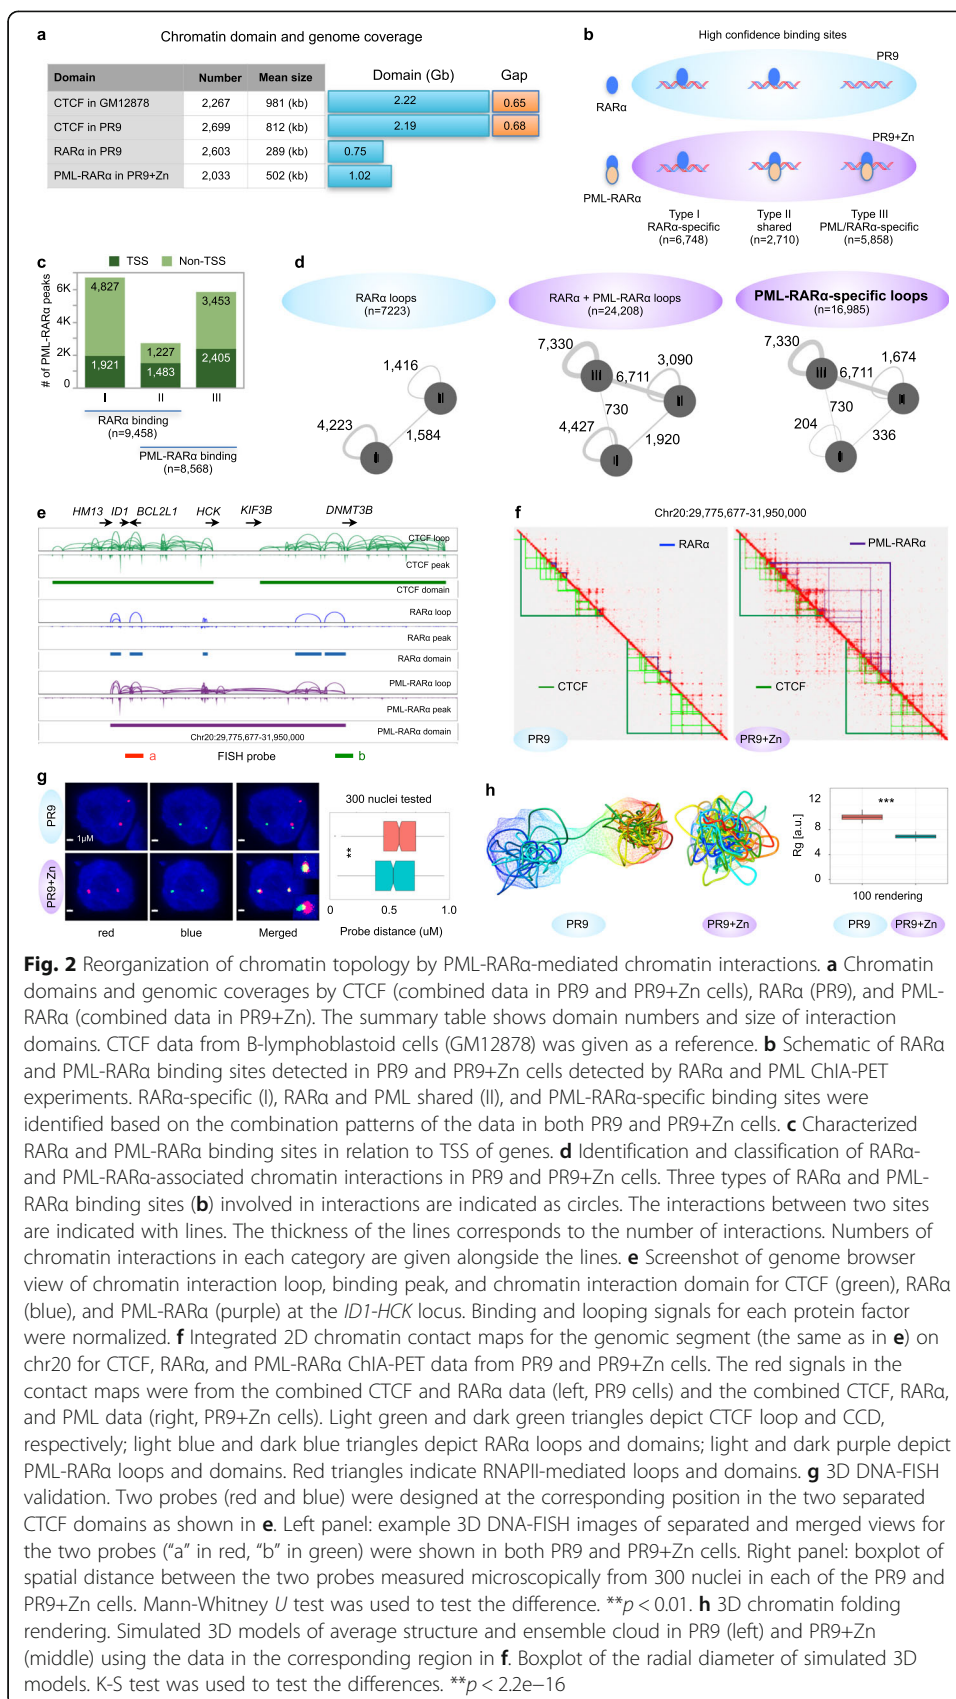 a
Chromatin domain and genome coverage
Domain Number Mean size Domain (Gb) Gap
CTCF in GM12878 2,267 981 (kb) 2.22 0.65
CTCF in PR9 2,699 812 (kb) 2.19 0.68
RARα in PR9 2,603 289 (kb) 0.75
PML-RARα in PR9+Zn 2,033 502 (kb) 1.02
b
High confidence binding sites
PR9
RARα
PR9+Zn
PML-RARα
Type I Type II Type III
RARα-specific shared PML/RARα-specific
(n=6,748) (n=2,710) (n=5,858)
c
TSS Non-TSS
# of PML-RARα peaks
6K
4K
2K
0
4,827
1,921
1,227
1,483
3,453
2,405
I II III
RARα binding
(n=9,458)
PML-RARα binding
(n=8,568)
d
RARα loops
(n=7223)
1,416
4,223
1,584
RARα + PML-RARα loops
(n=24,208)
7,330
3,090
6,711
730
4,427
1,920
III
PML-RARα-specific loops
(n=16,985)
7,330
1,674
6,711
730
204
336
III
e
HM13 ID1 BCL2L1 HCK KIF3B DNMT3B
CTCF loop
CTCF peak
CTCF domain
RARα loop
RARα peak
RARα domain
PML-RARα loop
PML-RARα peak
PML-RARα domain
Chr20:29,775,677-31,950,000
a FISH probe b
f
Chr20:29,775,677-31,950,000
RARα
CTCF
PR9
PML-RARα
CTCF
PR9+Zn
g
PR9
1μM
PR9+Zn
red blue Merged
300 nuclei tested
**
0 0.5 1.0
Probe distance (uM)
h
PR9 PR9+Zn
Rg [a.u.]
12
8
4
0
***
100 rendering
PR9 PR9+Zn
Fig. 2 Reorganization of chromatin topology by PML-RARα-mediated chromatin interactions. a Chromatin
domains and genomic coverages by CTCF (combined data in PR9 and PR9+Zn cells), RARα (PR9), and PML-
RARα (combined data in PR9+Zn). The summary table shows domain numbers and size of interaction
domains. CTCF data from B-lymphoblastoid cells (GM12878) was given as a reference. b Schematic of RARα
and PML-RARα binding sites detected in PR9 and PR9+Zn cells detected by RARα and PML ChIA-PET
experiments. RARα-specific (I), RARα and PML shared (II), and PML-RARα-specific binding sites were
identified based on the combination patterns of the data in both PR9 and PR9+Zn cells. c Characterized
RARα and PML-RARα binding sites in relation to TSS of genes. d Identification and classification of RARα-
and PML-RARα-associated chromatin interactions in PR9 and PR9+Zn cells. Three types of RARα and PML-
RARα binding sites (b) involved in interactions are indicated as circles. The interactions between two sites
are indicated with lines. The thickness of the lines corresponds to the number of interactions. Numbers of
chromatin interactions in each category are given alongside the lines. e Screenshot of genome browser
view of chromatin interaction loop, binding peak, and chromatin interaction domain for CTCF (green), RARα
(blue), and PML-RARα (purple) at the ID1-HCK locus. Binding and looping signals for each protein factor
were normalized. f Integrated 2D chromatin contact maps for the genomic segment (the same as in e) on
chr20 for CTCF, RARα, and PML-RARα ChIA-PET data from PR9 and PR9+Zn cells. The red signals in the
contact maps were from the combined CTCF and RARα data (left, PR9 cells) and the combined CTCF, RARα,
and PML data (right, PR9+Zn cells). Light green and dark green triangles depict CTCF loop and CCD,
respectively; light blue and dark blue triangles depict RARα loops and domains; light and dark purple depict
PML-RARα loops and domains. Red triangles indicate RNAPII-mediated loops and domains. g 3D DNA-FISH
validation. Two probes (red and blue) were designed at the corresponding position in the two separated
CTCF domains as shown in e. Left panel: example 3D DNA-FISH images of separated and merged views for
the two probes ("a" in red, "b" in green) were shown in both PR9 and PR9+Zn cells. Right panel: boxplot of
spatial distance between the two probes measured microscopically from 300 nuclei in each of the PR9 and
PR9+Zn cells. Mann-Whitney U test was used to test the difference. **p < 0.01. h 3D chromatin folding
rendering. Simulated 3D models of average structure and ensemble cloud in PR9 (left) and PR9+Zn
(middle) using the data in the corresponding region in f. Boxplot of the radial diameter of simulated 3D
models. K-S test was used to test the differences. **p < 2.2e−16